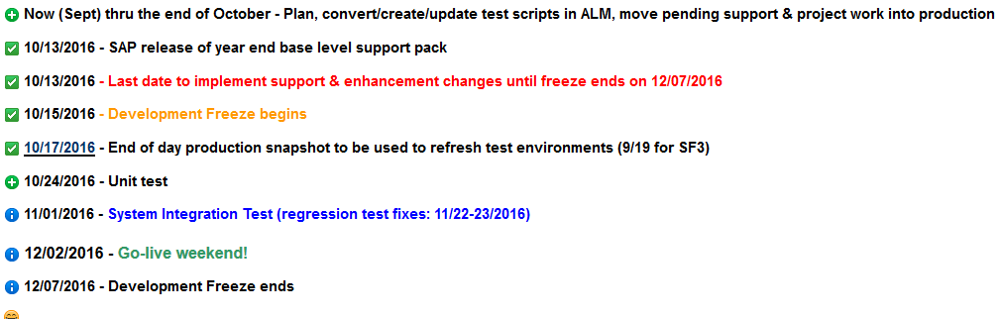 Now (Sept) thru the end of October - Plan, convert/create/update test scripts in ALM, move pending support & project work into production
10/13/2016 - SAP release of year end base level support pack
10/13/2016 - Last date to implement support & enhancement changes until freeze ends on 12/07/2016
10/15/2016 - Development Freeze begins
10/17/2016 - End of day production snapshot to be used to refresh test environments (9/19 for SF3)
10/24/2016 - Unit test
11/01/2016 - System Integration Test (regression test fixes: 11/22-23/2016)
12/02/2016 - Go-live weekend!
12/07/2016 - Development Freeze ends